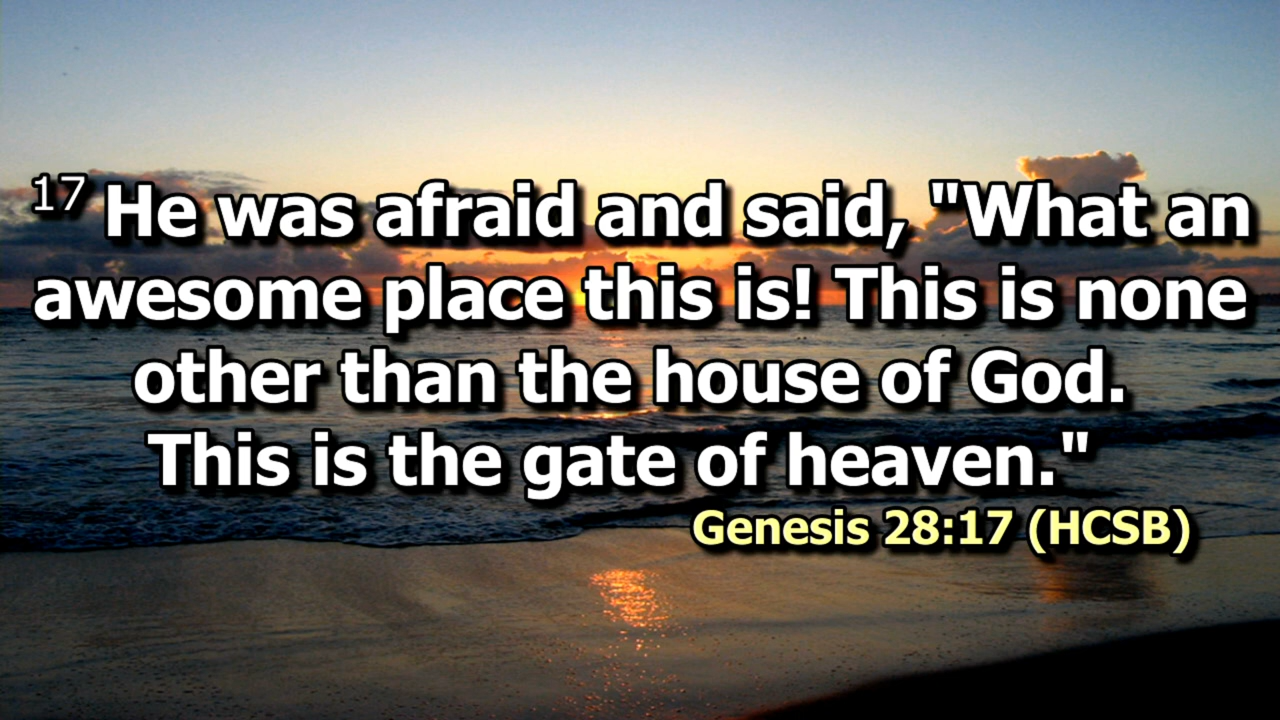 17 He was afraid and said, "What an
awesome place this is! This is none
other than the house of God.
This is the gate of heaven."
Genesis 28:17 (HCSB)